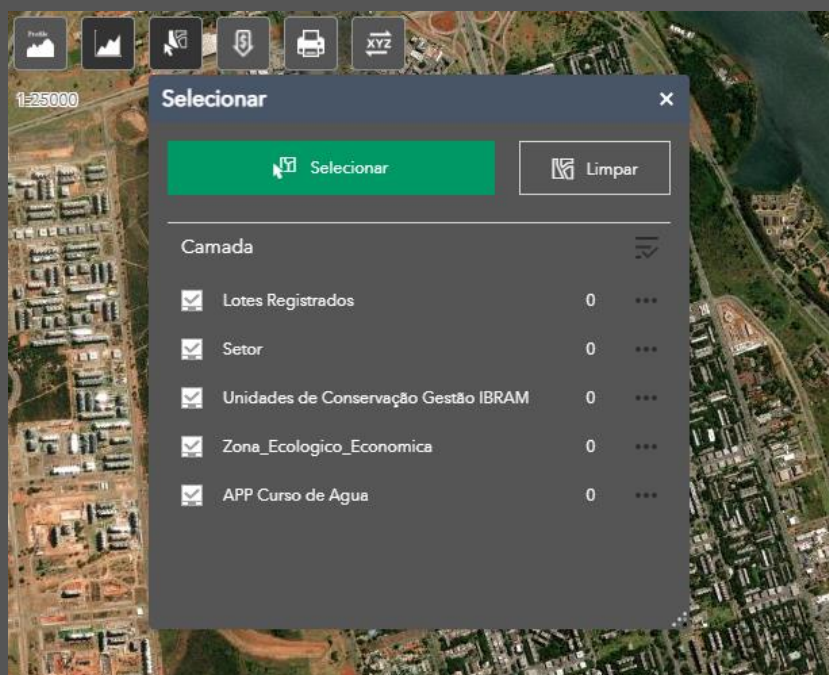 Profile
$
XYZ
1:25000
Selecionar
Selecionar
Limpar
Camada
Lotes Registrados 0
Setor 0
Unidades de Conservação Gestão IBRAM 0
Zona_Ecologico_Economica 0
APP Curso de Agua 0